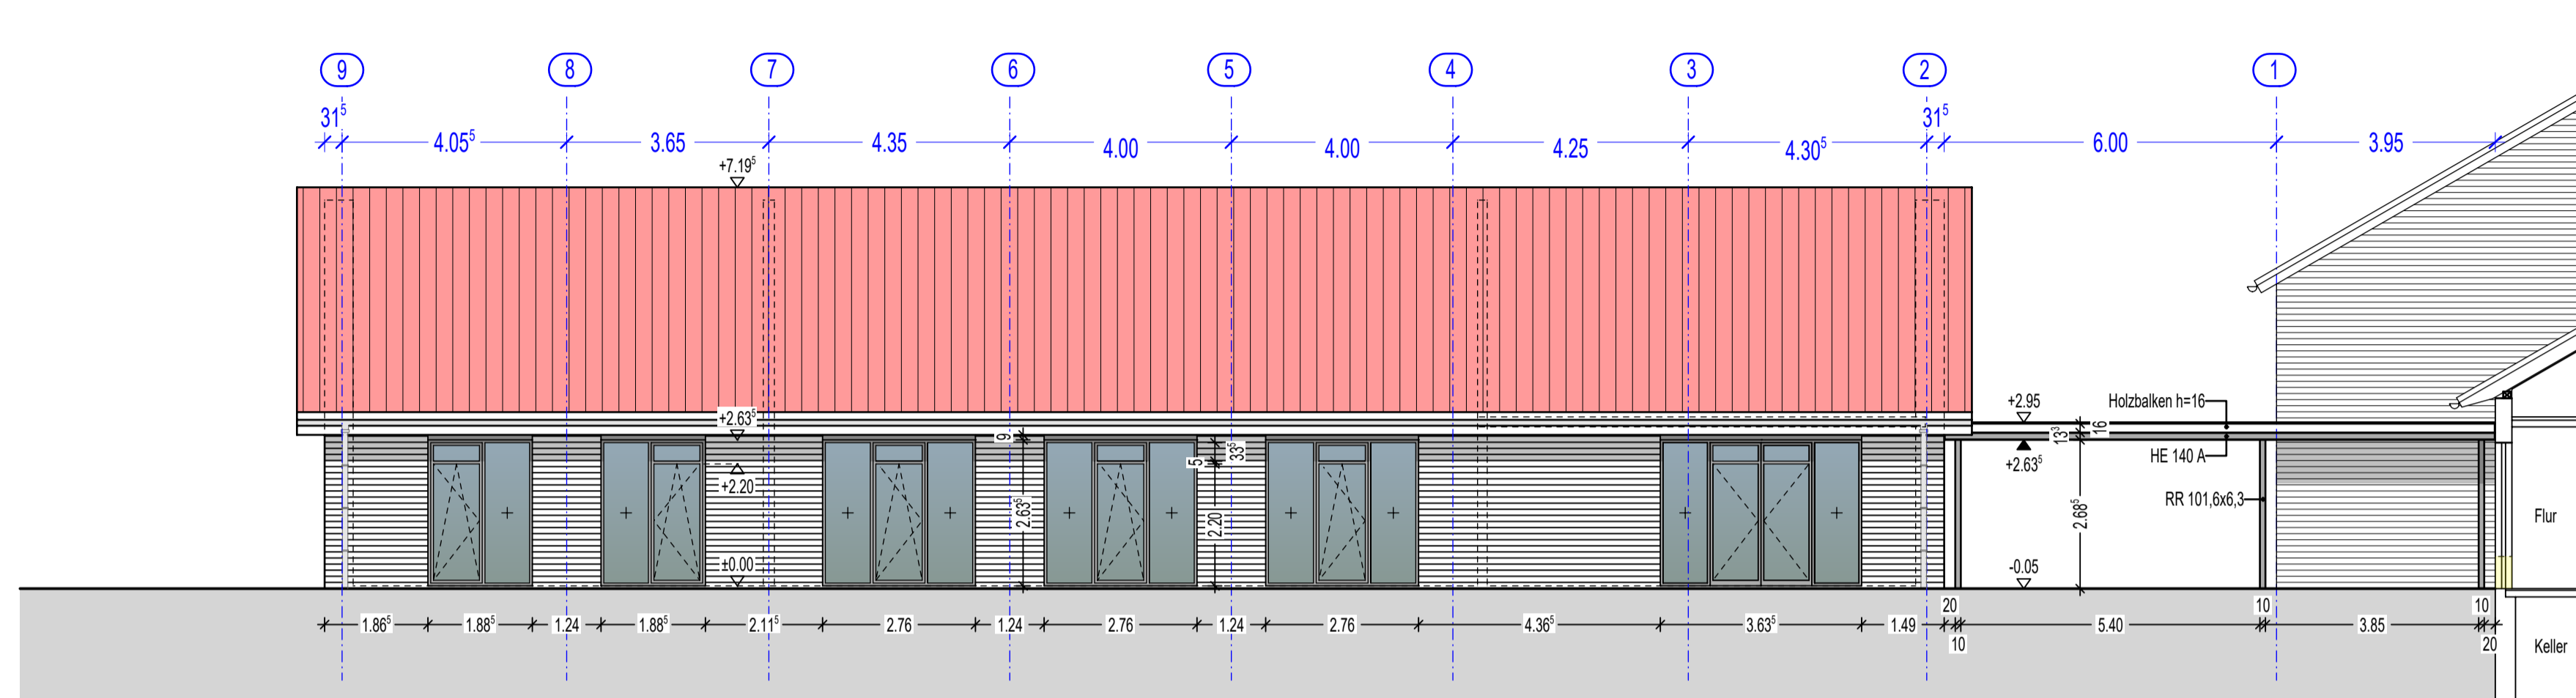 9 8 7 6 5 4 3 2 1
31⁵ 31⁵
4.05⁵ 3.65 4.35 4.00 4.00 4.25 4.30⁵ 6.00 3.95
+7.19⁵
+2.95 Holzbalken h=16
+2.63⁵ 9 33⁵ 13³ 16
HE 140 A
5 +2.63⁵
+2.20
2.63⁵ 2.20 2.68⁵ RR 101,6x6,3
Flur
±0.00 -0.05
20 10 10
1.86⁵ 1.88⁵ 1.24 1.88⁵ 2.11⁵ 2.76 1.24 2.76 1.24 2.76 4.36⁵ 3.63⁵ 1.49 5.40 3.85
10 20
Keller